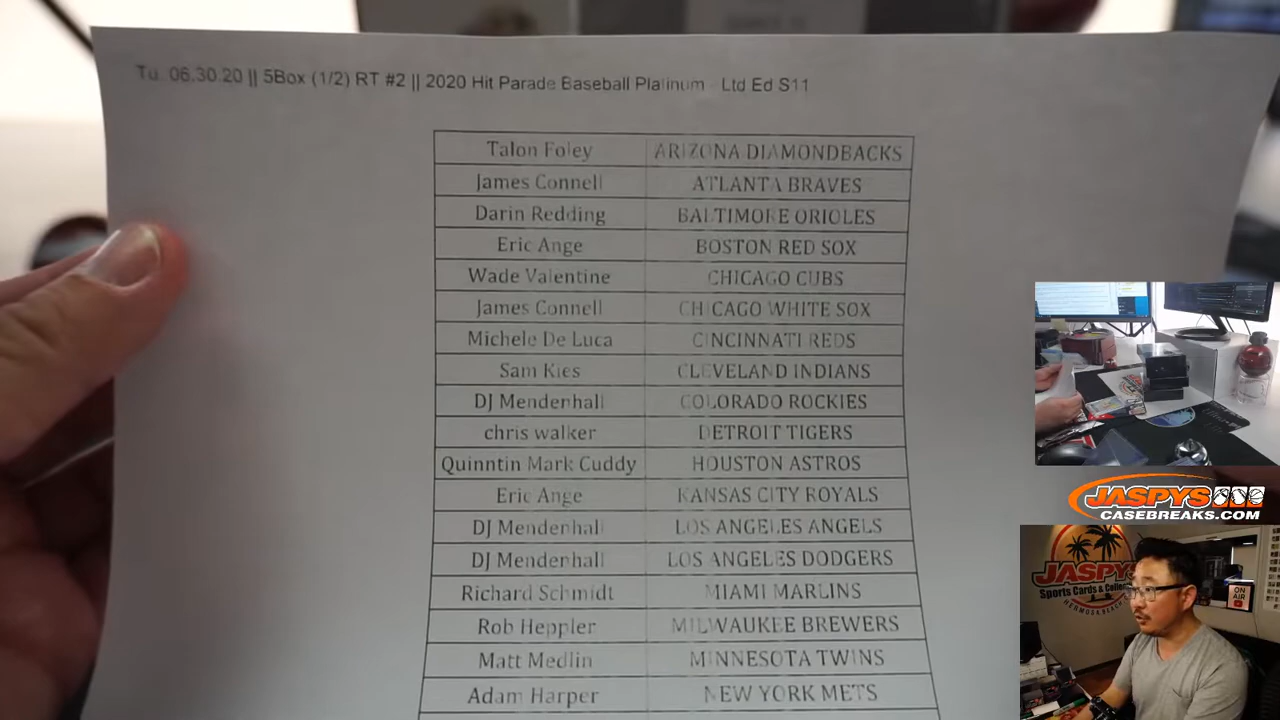 Tu. 06.30.20 || 5Box (1/2) RT #2 || 2020 Hit Parade Baseball Platinum - Ltd Ed S11
Talon Foley ARIZONA DIAMONDBACKS
James Connell ATLANTA BRAVES
Darin Redding BALTIMORE ORIOLES
Eric Ange BOSTON RED SOX
Wade Valentine CHICAGO CUBS
James Connell CHICAGO WHITE SOX
Michele De Luca CINCINNATI REDS
Sam Kies CLEVELAND INDIANS
DJ Mendenhall COLORADO ROCKIES
chris walker DETROIT TIGERS
Quinntin Mark Cuddy HOUSTON ASTROS
Eric Ange KANSAS CITY ROYALS
DJ Mendenhall LOS ANGELES ANGELS
DJ Mendenhall LOS ANGELES DODGERS
Richard Schmidt MIAMI MARLINS
Rob Heppler MILWAUKEE BREWERS
Matt Medlin MINNESOTA TWINS
Adam Harper NEW YORK METS
JASPYS
CASEBREAKS.COM
JASPYS
Sports Cards &
HERMOSA BEACH
ON
AIR